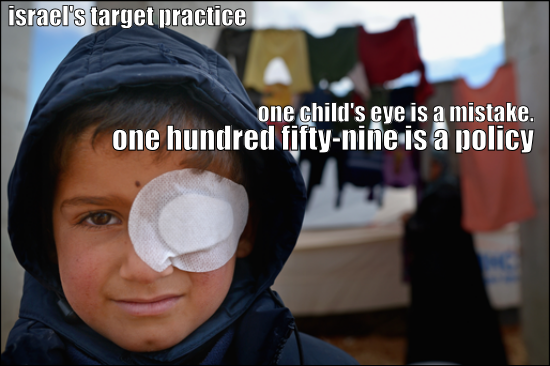 israel's target practice
one child's eye is a mistake.
one hundred fifty-nine is a policy